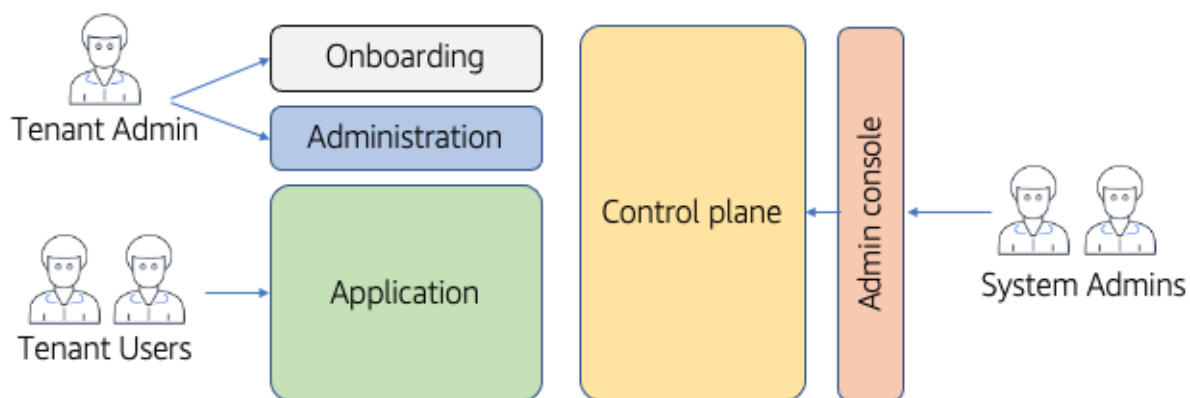 Onboarding
Tenant Admin
Administration
Control plane
Admin console
Application
System Admins
Tenant Users